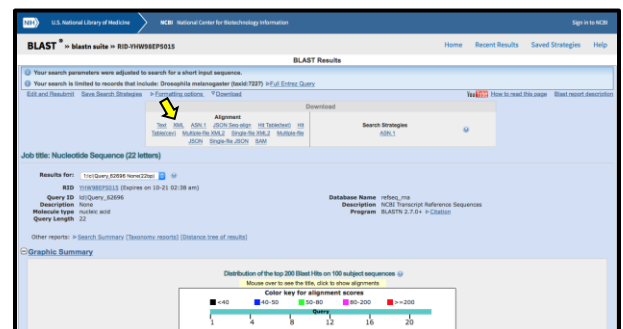 NIH U.S. National Library of Medicine NCBI National Center for Biotechnology Information Sign in to NCBI
BLAST ® » blastn suite » RID-YHW98EPS015 Home Recent Results Saved Strategies Help
BLAST Results
Your search parameters were adjusted to search for a short input sequence.
Your search is limited to records that include: Drosophila melanogaster (taxid:7227) Full Entrez Query
Edit and Resubmit Save Search Strategies Formatting options Download YouTube How to read this page Blast report description
Download
Alignment
Text XML ASN.1 JSON Seq-align Hit Table(text) Hit
Table(csv) Multiple-file XML2 Single-file XML2 Multiple-file
JSON Single-file JSON SAM
Search Strategies
ASN.1
Job title: Nucleotide Sequence (22 letters)
Results for: 1:lcl|Query_62696 None(22bp)
RID YHW98EPS015 (Expires on 10-21 02:38 am)
Query ID lcl|Query_62696
Description None
Molecule type nucleic acid
Query Length 22
Database Name refseq_rna
Description NCBI Transcript Reference Sequences
Program BLASTN 2.7.0+ Citation
Other reports: Search Summary [Taxonomy reports] [Distance tree of results]
Graphic Summary
Distribution of the top 200 Blast Hits on 100 subject sequences
Mouse over to see the title, click to show alignments
Color key for alignment scores
<40 40-50 50-80 80-200 >=200
Query
1 4 8 12 16 20